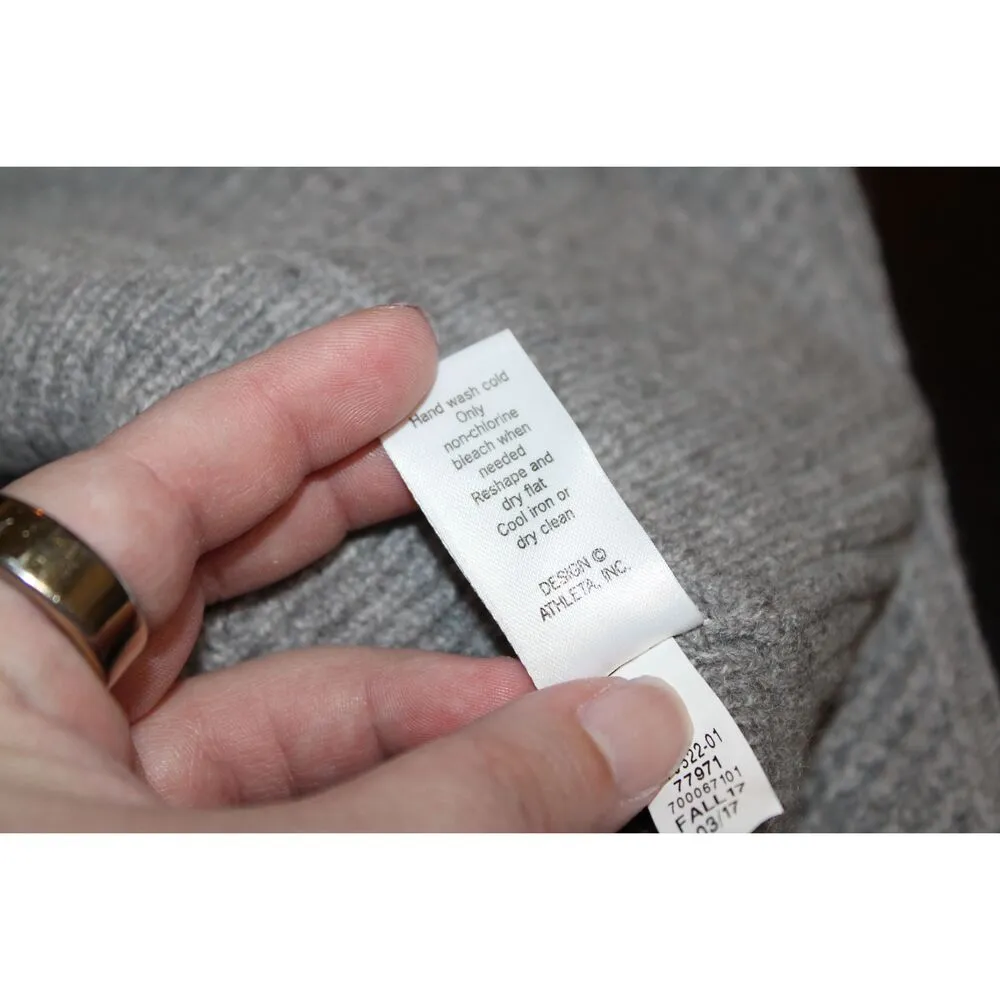 Hand wash cold
Only
non-chlorine
bleach when
needed
Reshape and
dry flat
Cool iron or
dry clean
DESIGN ©
ATHLETA, INC.
77971
700067101
FALL 17
03/17